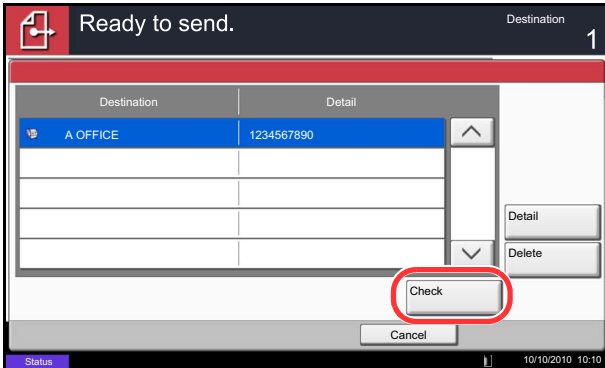 Ready to send.
Destination
1
Destination Detail
A OFFICE 1234567890
Detail
Delete
Check
Cancel
Status 10/10/2010 10:10